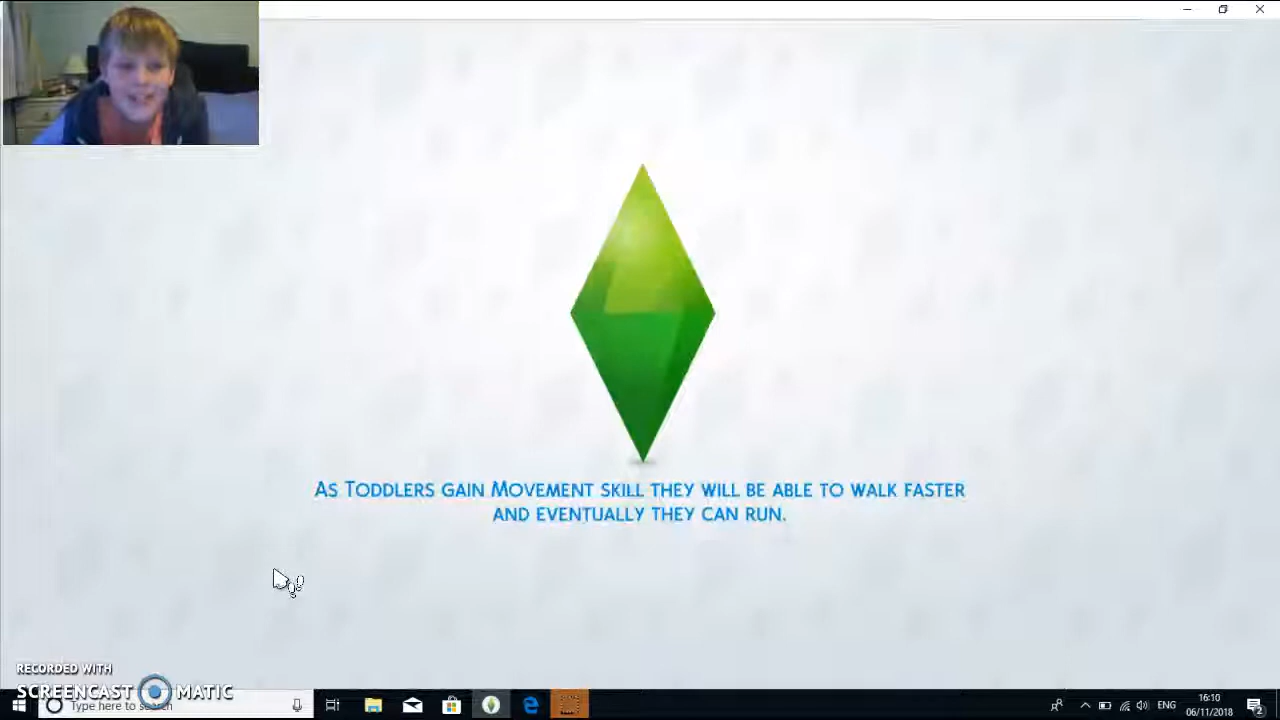 AS TODDLERS GAIN MOVEMENT SKILL THEY WILL BE ABLE TO WALK FASTER
AND EVENTUALLY THEY CAN RUN.
RECORDED WITH
SCREENCAST MATIC
Type here to search
ENG
16:10
06/11/2018
2